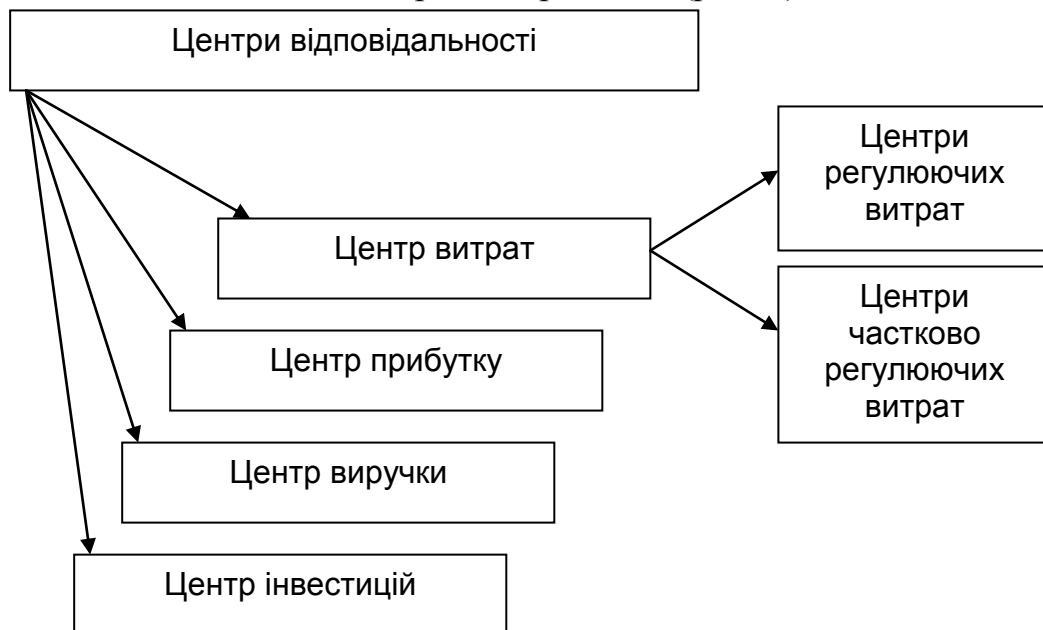 Центри відповідальності
Центри
регулюючих
витрат
Центр витрат
Центри
частково
регулюючих
витрат
Центр прибутку
Центр виручки
Центр інвестицій